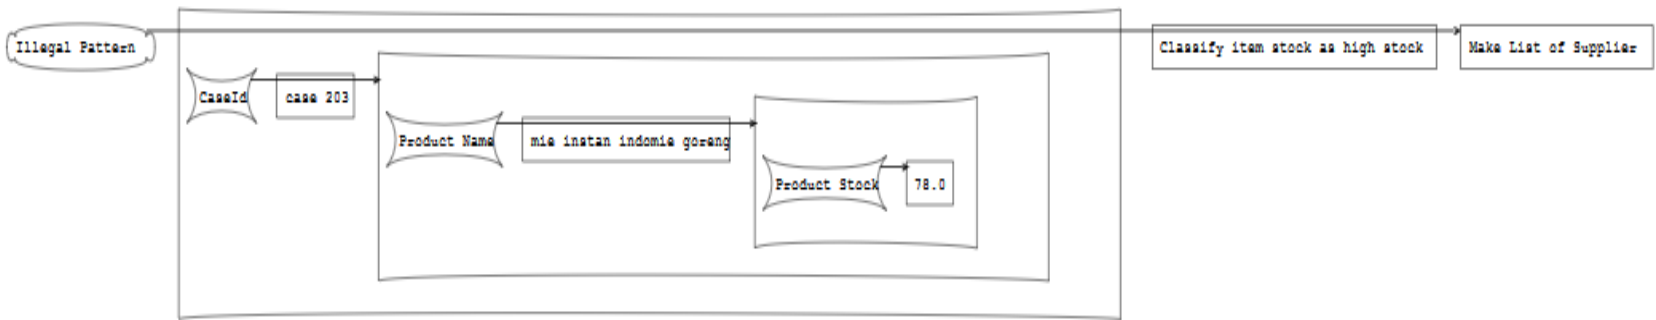 Illegal Pattern
Classify item stock as high stock
Make List of Supplier
CaseId
case 203
Product Name
mie instan indomie goreng
Product Stock
78.0